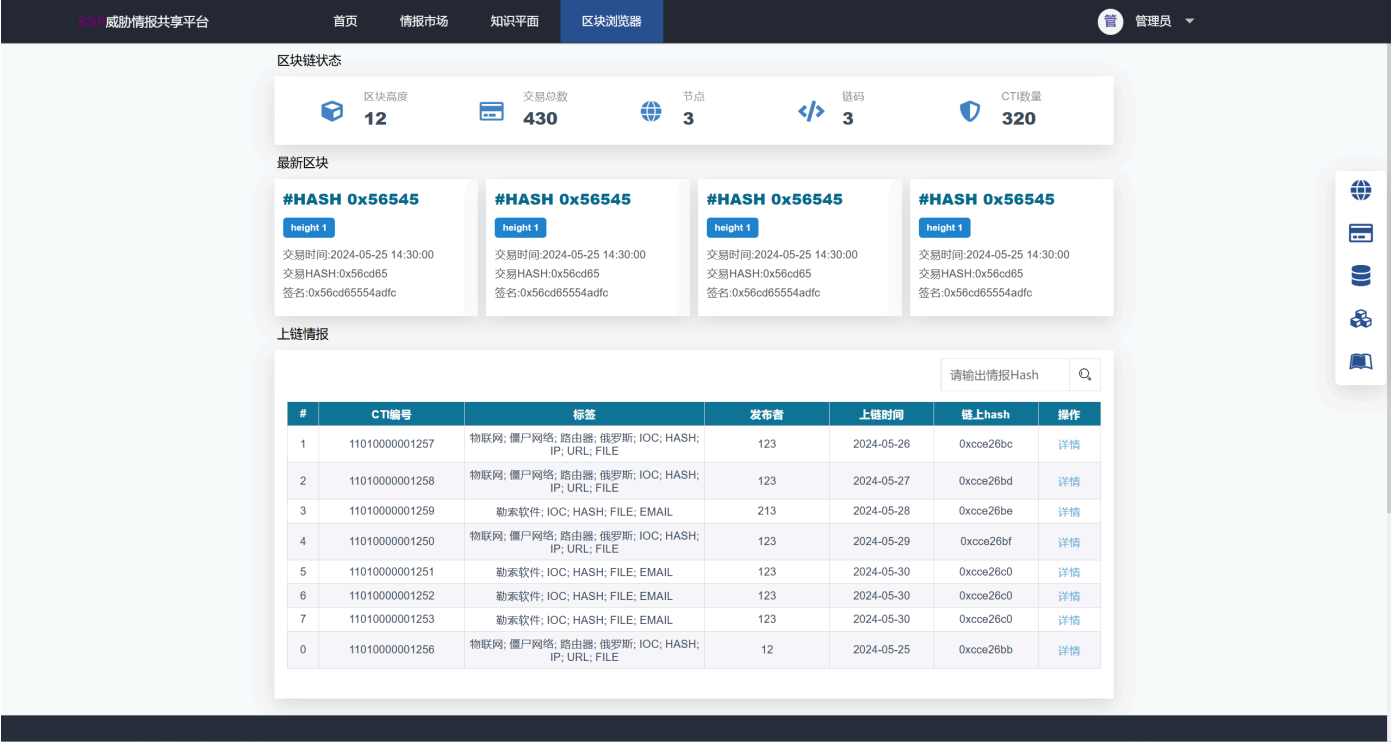 B&S威胁情报共享平台 首页 情报市场 知识平面 区块浏览器 管 管理员
区块链状态
区块高度 交易总数 节点 链码 CTI数量
12 430 3 3 320
最新区块
#HASH 0x56545 #HASH 0x56545 #HASH 0x56545 #HASH 0x56545
height 1 height 1 height 1 height 1
交易时间:2024-05-25 14:30:00 交易时间:2024-05-25 14:30:00 交易时间:2024-05-25 14:30:00 交易时间:2024-05-25 14:30:00
交易HASH:0x56cd65 交易HASH:0x56cd65 交易HASH:0x56cd65 交易HASH:0x56cd65
签名:0x56cd65554adfc 签名:0x56cd65554adfc 签名:0x56cd65554adfc 签名:0x56cd65554adfc
上链情报
请输出情报Hash
# CTI编号 标签 发布者 上链时间 链上hash 操作
1 11010000001257 物联网; 僵尸网络; 路由器; 俄罗斯; IOC; HASH; IP; URL; FILE 123 2024-05-26 0xcce26bc 详情
2 11010000001258 物联网; 僵尸网络; 路由器; 俄罗斯; IOC; HASH; IP; URL; FILE 123 2024-05-27 0xcce26bd 详情
3 11010000001259 勒索软件; IOC; HASH; FILE; EMAIL 213 2024-05-28 0xcce26be 详情
4 11010000001250 物联网; 僵尸网络; 路由器; 俄罗斯; IOC; HASH; IP; URL; FILE 123 2024-05-29 0xcce26bf 详情
5 11010000001251 勒索软件; IOC; HASH; FILE; EMAIL 123 2024-05-30 0xcce26c0 详情
6 11010000001252 勒索软件; IOC; HASH; FILE; EMAIL 123 2024-05-30 0xcce26c0 详情
7 11010000001253 勒索软件; IOC; HASH; FILE; EMAIL 123 2024-05-30 0xcce26c0 详情
0 11010000001256 物联网; 僵尸网络; 路由器; 俄罗斯; IOC; HASH; IP; URL; FILE 12 2024-05-25 0xcce26bb 详情